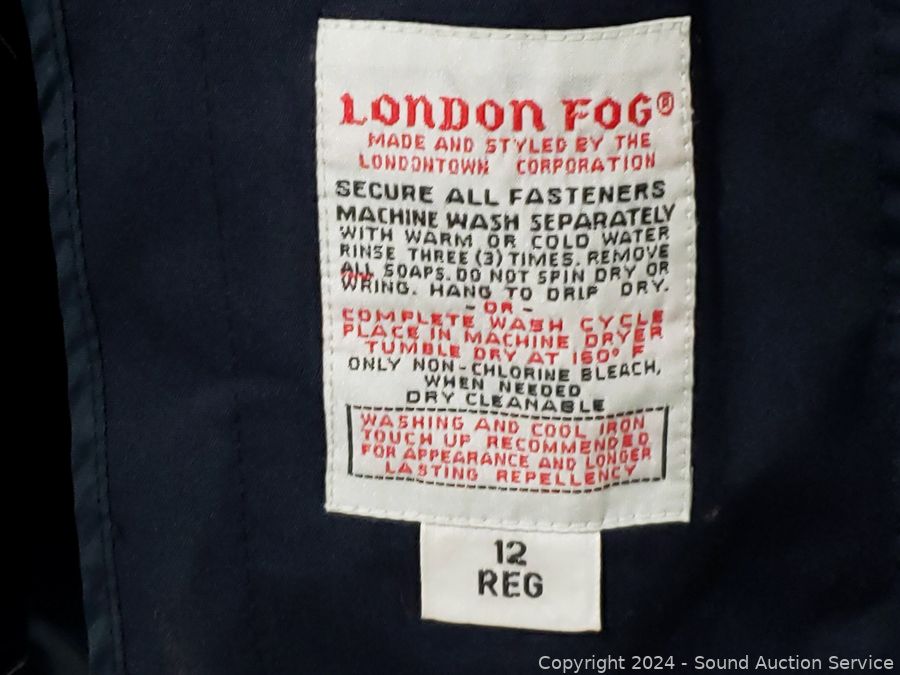 LONDON FOG®
MADE AND STYLED BY THE
LONDONTOWN CORPORATION
SECURE ALL FASTENERS
MACHINE WASH SEPARATELY
WITH WARM OR COLD WATER
RINSE THREE (3) TIMES. REMOVE
ALL SOAPS. DO NOT SPIN DRY OR
WRING. HANG TO DRIP DRY.
- OR -
COMPLETE WASH CYCLE
PLACE IN MACHINE DRYER
TUMBLE DRY AT 160° F
ONLY NON-CHLORINE BLEACH,
WHEN NEEDED
DRY CLEANABLE
WASHING AND COOL IRON
TOUCH UP RECOMMENDED
FOR APPEARANCE AND LONGER
LASTING REPELLENCY
12
REG
Copyright 2024 - Sound Auction Service